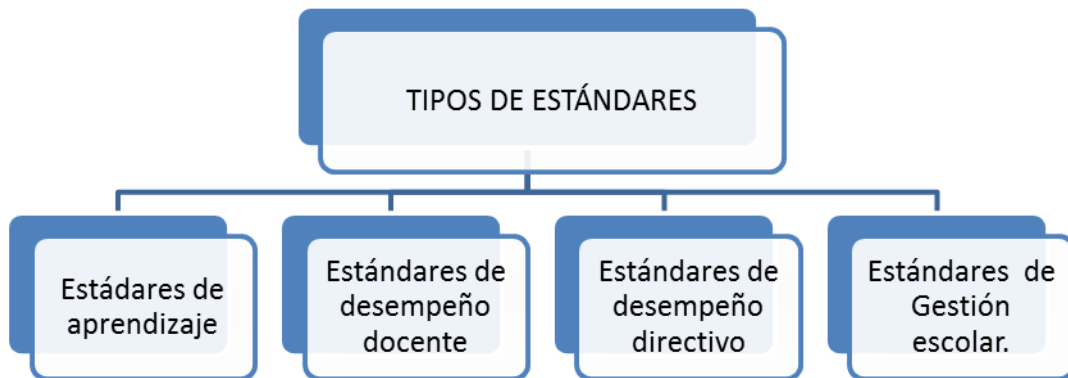 TIPOS DE ESTÁNDARES
Estádares de
aprendizaje
Estándares de
desempeño
docente
Estándares de
desempeño
directivo
Estándares de
Gestión
escolar.